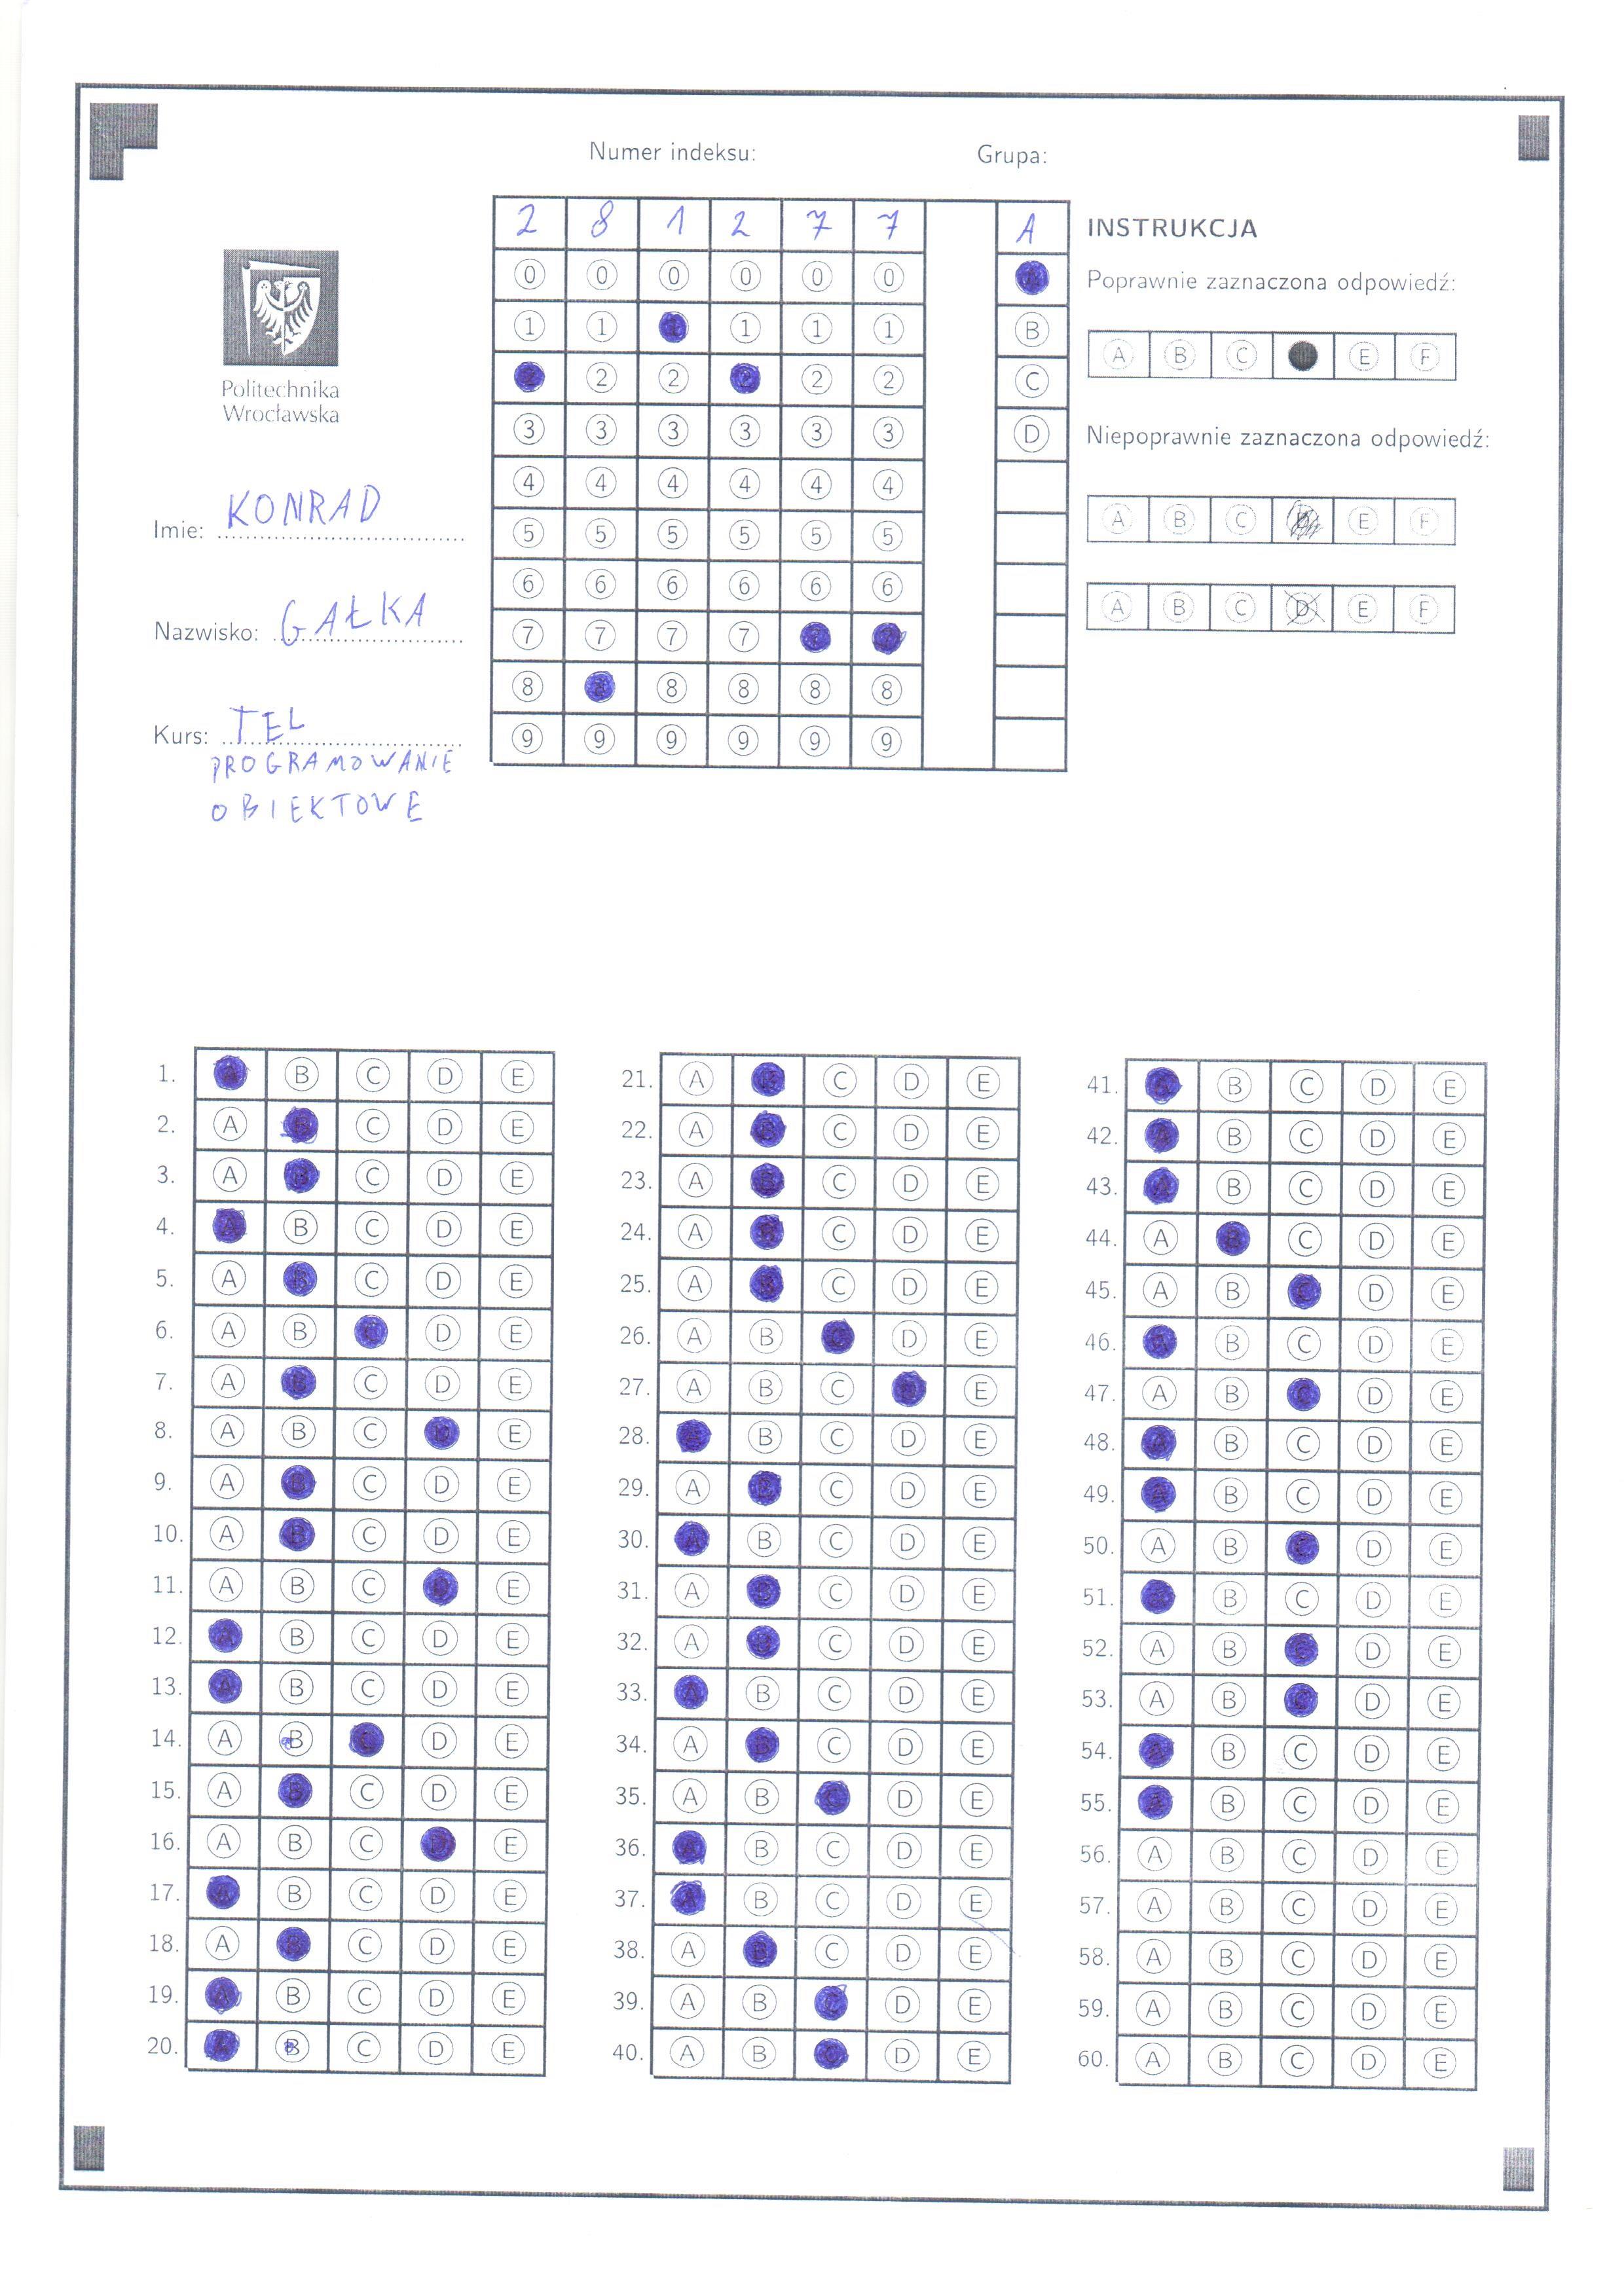 Numer indeksu: Grupa:
2 8 1 2 7 7 A
INSTRUKCJA
Poprawnie zaznaczona odpowiedź:
A B C E F
Niepoprawnie zaznaczona odpowiedź:
A B C D E F
A B C D E F
0 0 0 0 0 0
1 1 1 1 1 B
2 2 2 2 C
3 3 3 3 3 3 D
4 4 4 4 4 4
5 5 5 5 5 5
6 6 6 6 6 6
7 7 7 7
8 8 8 8 8
9 9 9 9 9 9
Politechnika
Wrocławska
Imie: KONRAD
Nazwisko: GAŁKA
Kurs: TEL
PROGRAMOWANIE
OBIEKTOWE
1. A B C D E
2. A B C D E
3. A B C D E
4. A B C D E
5. A B C D E
6. A B C D E
7. A B C D E
8. A B C D E
9. A B C D E
10. A B C D E
11. A B C D E
12. A B C D E
13. A B C D E
14. A B C D E
15. A B C D E
16. A B C D E
17. A B C D E
18. A B C D E
19. A B C D E
20. A B C D E
21. A B C D E
22. A B C D E
23. A B C D E
24. A B C D E
25. A B C D E
26. A B C D E
27. A B C D E
28. A B C D E
29. A B C D E
30. A B C D E
31. A B C D E
32. A B C D E
33. A B C D E
34. A B C D E
35. A B C D E
36. A B C D E
37. A B C D E
38. A B C D E
39. A B C D E
40. A B C D E
41. A B C D E
42. A B C D E
43. A B C D E
44. A B C D E
45. A B C D E
46. A B C D E
47. A B C D E
48. A B C D E
49. A B C D E
50. A B C D E
51. A B C D E
52. A B C D E
53. A B C D E
54. A B C D E
55. A B C D E
56. A B C D E
57. A B C D E
58. A B C D E
59. A B C D E
60. A B C D E